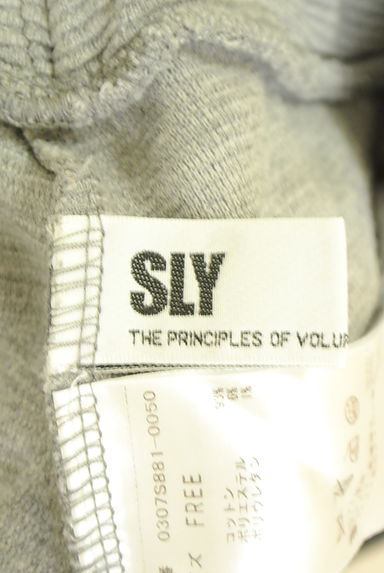 SLY
THE PRINCIPLES OF VOLU
0307S881-0050
ズ FREE
コットン
ポリエステル
ポリウレタン